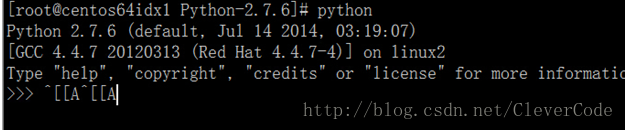 [root@centos64idx1 Python-2.7.6]# python
Python 2.7.6 (default, Jul 14 2014, 03:19:07)
[GCC 4.4.7 20120313 (Red Hat 4.4.7-4)] on linux2
Type "help", "copyright", "credits" or "license" for more informatio
>>> ^[[A^[[A
http://blog.csdn.net/CleverCode